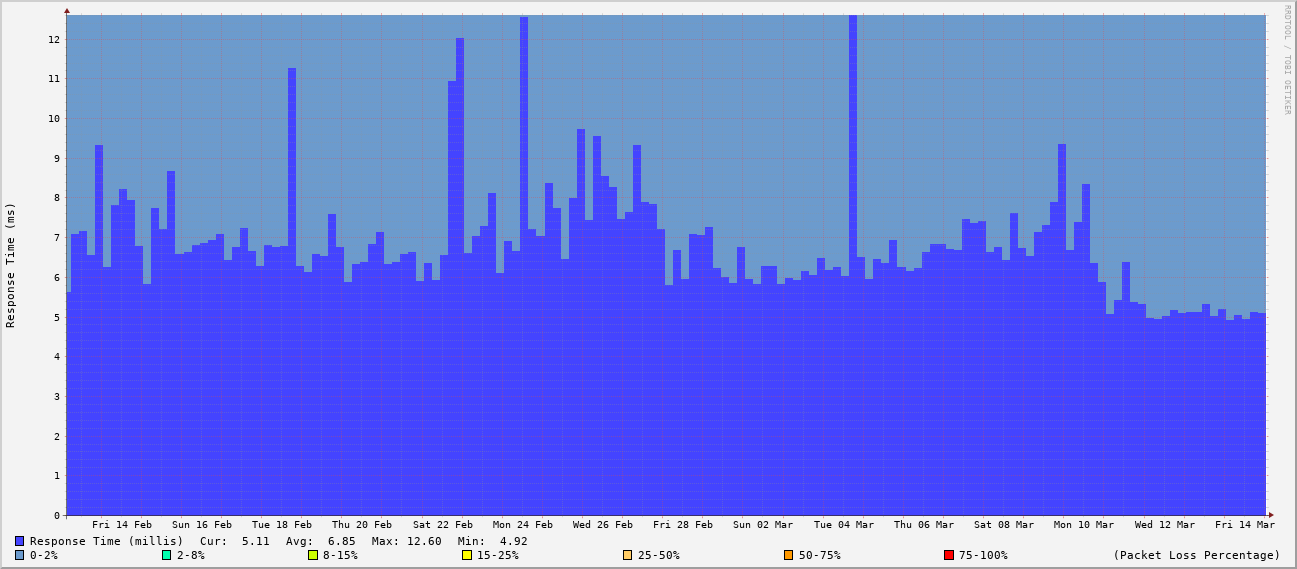 RRDTOOL / TOBI OETIKER
Response Time (ms)
12
11
10
9
8
7
6
5
4
3
2
1
0
Fri 14 Feb Sun 16 Feb Tue 18 Feb Thu 20 Feb Sat 22 Feb Mon 24 Feb Wed 26 Feb Fri 28 Feb Sun 02 Mar Tue 04 Mar Thu 06 Mar Sat 08 Mar Mon 10 Mar Wed 12 Mar Fri 14 Mar
Response Time (millis) Cur: 5.11 Avg: 6.85 Max: 12.60 Min: 4.92
0-2% 2-8% 8-15% 15-25% 25-50% 50-75% 75-100% (Packet Loss Percentage)